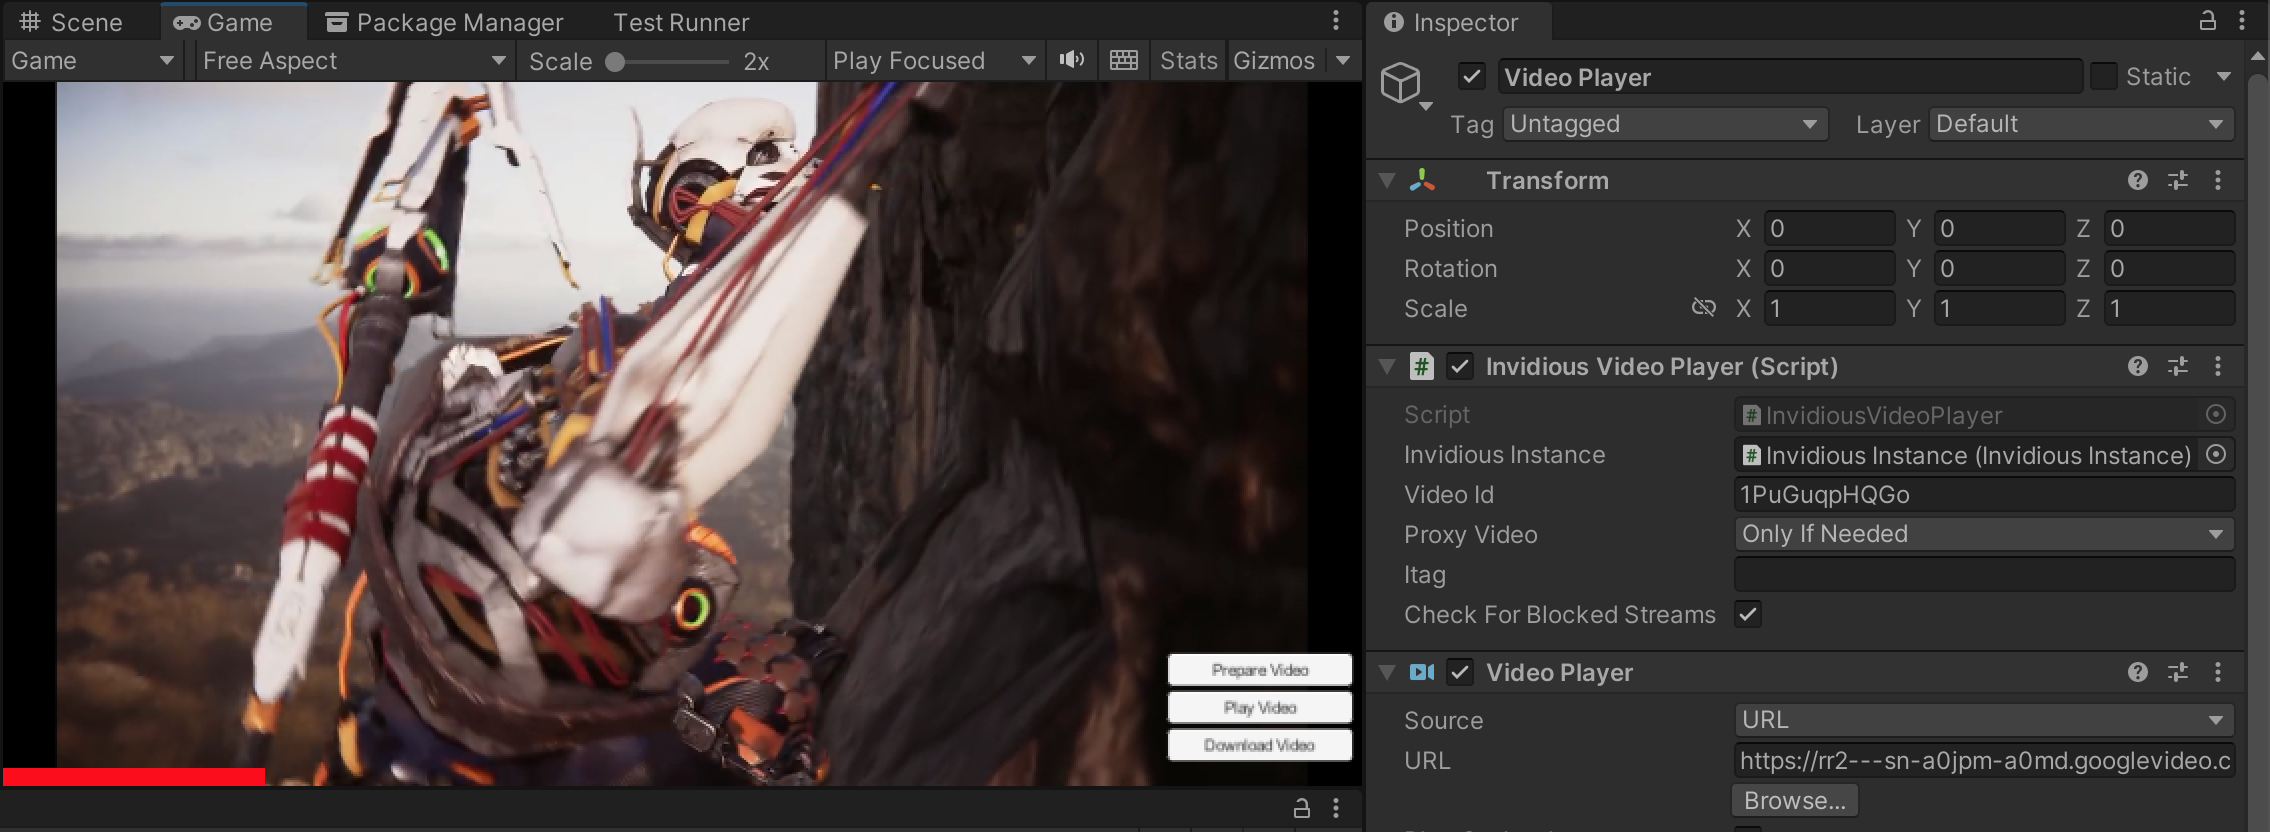 Scene
Game
Package Manager
Test Runner
Game
Free Aspect
Scale
2x
Play Focused
Stats
Gizmos
Prepare Video
Play Video
Download Video
Inspector
Video Player
Static
Tag
Untagged
Layer
Default
Transform
Position X 0 Y 0 Z 0
Rotation X 0 Y 0 Z 0
Scale X 1 Y 1 Z 1
# Invidious Video Player (Script)
Script # InvidiousVideoPlayer
Invidious Instance # Invidious Instance (Invidious Instance)
Video Id 1PuGuqpHQGo
Proxy Video Only If Needed
Itag
Check For Blocked Streams
Video Player
Source URL
URL https://rr2---sn-a0jpm-a0md.googlevideo.c
Browse...